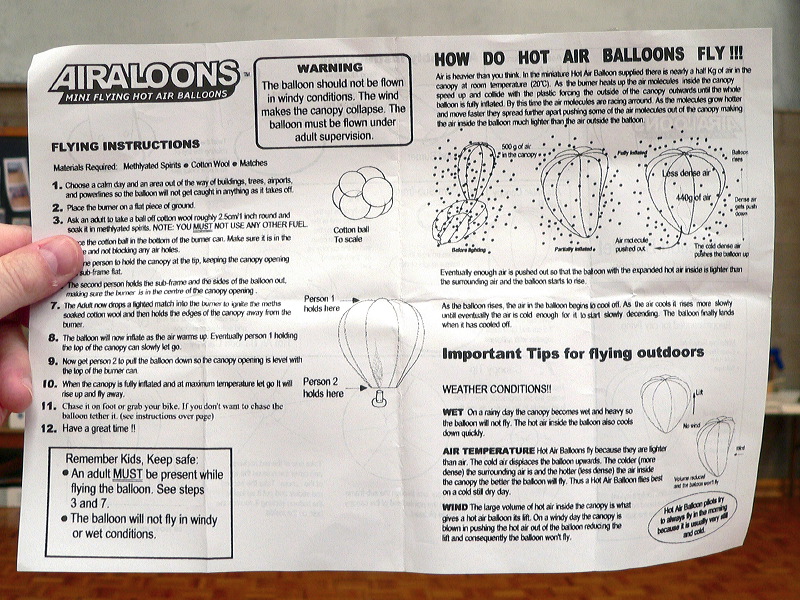 AIRALOONS™
MINI FLYING HOT AIR BALLOONS
WARNING
The balloon should not be flown
in windy conditions. The wind
makes the canopy collapse. The
balloon must be flown under
adult supervision.
FLYING INSTRUCTIONS
Materials Required: Methlyated Spirits ● Cotton Wool ● Matches
1. Choose a calm day and an area out of the way of buildings, trees, airports,
and powerlines so the balloon will not get caught in anything as it takes off.
2. Place the burner on a flat piece of ground.
3. Ask an adult to take a ball off cotton wool roughly 2.5cm/1 inch round and
soak it in methlyated spirits. NOTE: YOU MUST NOT USE ANY OTHER FUEL.
the cotton ball in the bottom of the burner can. Make sure it is in the
e and not blocking any air holes.
person to hold the canopy at the tip, keeping the canopy opening
sub-frame flat.
The second person holds the sub-frame and the sides of the balloon out,
making sure the burner is in the centre of the canopy opening.
7. The Adult now drops a lighted match into the burner to ignite the meths
soaked cotton wool and then holds the edges of the canopy away from the
burner.
8. The balloon will now inflate as the air warms up. Eventually person 1 holding
the top of the canopy can slowly let go.
9. Now get person 2 to pull the balloon down so the canopy opening is level with
the top of the burner can.
10. When the canopy is fully inflated and at maximum temperature let go It will
rise up and fly away.
11. Chase it on foot or grab your bike. If you don't want to chase the
balloon tether it. (see instructions over page)
12. Have a great time !!
Cotton ball
To scale
Person 1
holds here
Person 2
holds here
Remember Kids, Keep safe:
● An adult MUST be present while
flying the balloon. See steps
3 and 7.
● The balloon will not fly in windy
or wet conditions.
HOW DO HOT AIR BALLOONS FLY !!!
Air is heavier than you think. In the miniature Hot Air Balloon supplied there is nearly a half Kg of air in the
canopy at room temperature (20°C). As the burner heats up the air molecules inside the canopy
speed up and collide with the plastic forcing the outside of the canopy outwards until the whole
balloon is fully inflated. By this time the air molecules are racing arround. As the molecules grow hotter
and move faster they spread further apart pushing some of the air molecules out of the canopy making
the air inside the balloon much lighter than the air outside the balloon.
500 g of air
in the canopy
Before lighting
Partially inflated
Fully inflated
Less dense air
440g of air
Air molecule
pushed out
Balloon
rises
Dense air
gets push
down
The cold dense air
pushes the balloon up
Eventually enough air is pushed out so that the balloon with the expanded hot air inside is lighter than
the surrounding air and the balloon starts to rise.
As the balloon rises, the air in the balloon begins to cool off. As the air cools it rises more slowly
until eventually the air is cold enough for it to start slowly decending. The balloon finally lands
when it has cooled off.
Important Tips for flying outdoors
WEATHER CONDITIONS!!
WET On a rainy day the canopy becomes wet and heavy so
the balloon will not fly. The hot air inside the balloon also cools
down quickly.
AIR TEMPERATURE Hot Air Balloons fly because they are lighter
than air. The cold air displaces the balloon upwards. The colder (more
dense) the surrounding air is and the hotter (less dense) the air inside
the canopy the better the balloon will fly. Thus a Hot Air Balloon flies best
on a cold still dry day.
WIND The large volume of hot air inside the canopy is what
gives a hot air balloon its lift. On a windy day the canopy is
blown in pushing the hot air out of the balloon reducing the
lift and consequently the balloon won't fly.
Lift
No wind
Wind
Volume reduced
and the balloon won't fly
Hot Air Balloon pilots try
to always fly in the morning
because it is usually very still
and cold.